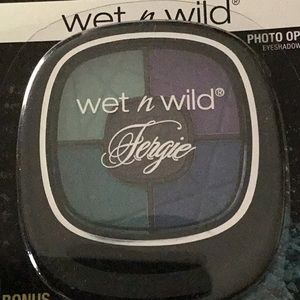 wet n wild®
PHOTO OP
EYESHADOW
wet n wild®
Fergie
BONUS